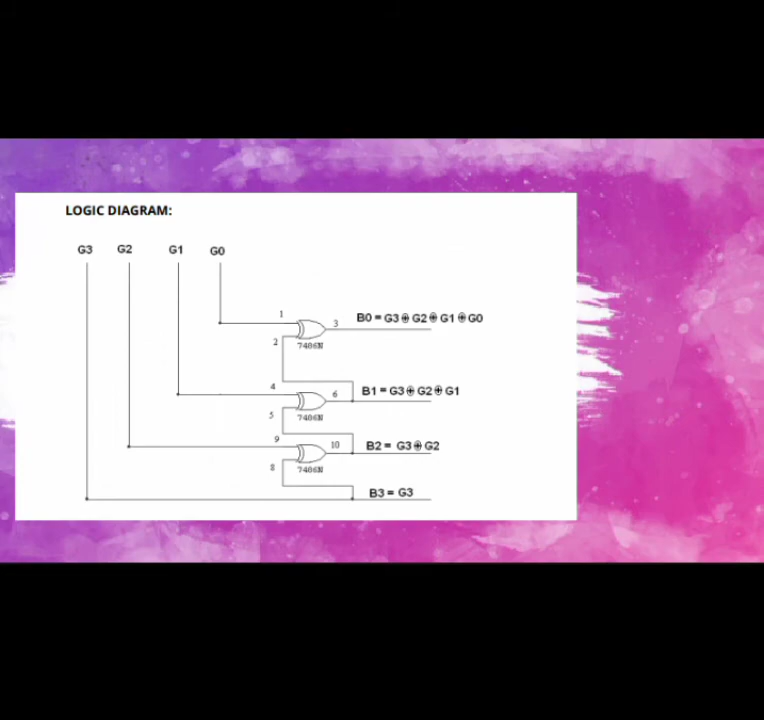 LOGIC DIAGRAM:
G3 G2 G1 G0
1
B0 = G3 ⊕ G2 ⊕ G1 ⊕ G0
3
2
7486N
4
B1 = G3 ⊕ G2 ⊕ G1
6
5
7486N
9
10
B2 = G3 ⊕ G2
8
7486N
B3 = G3